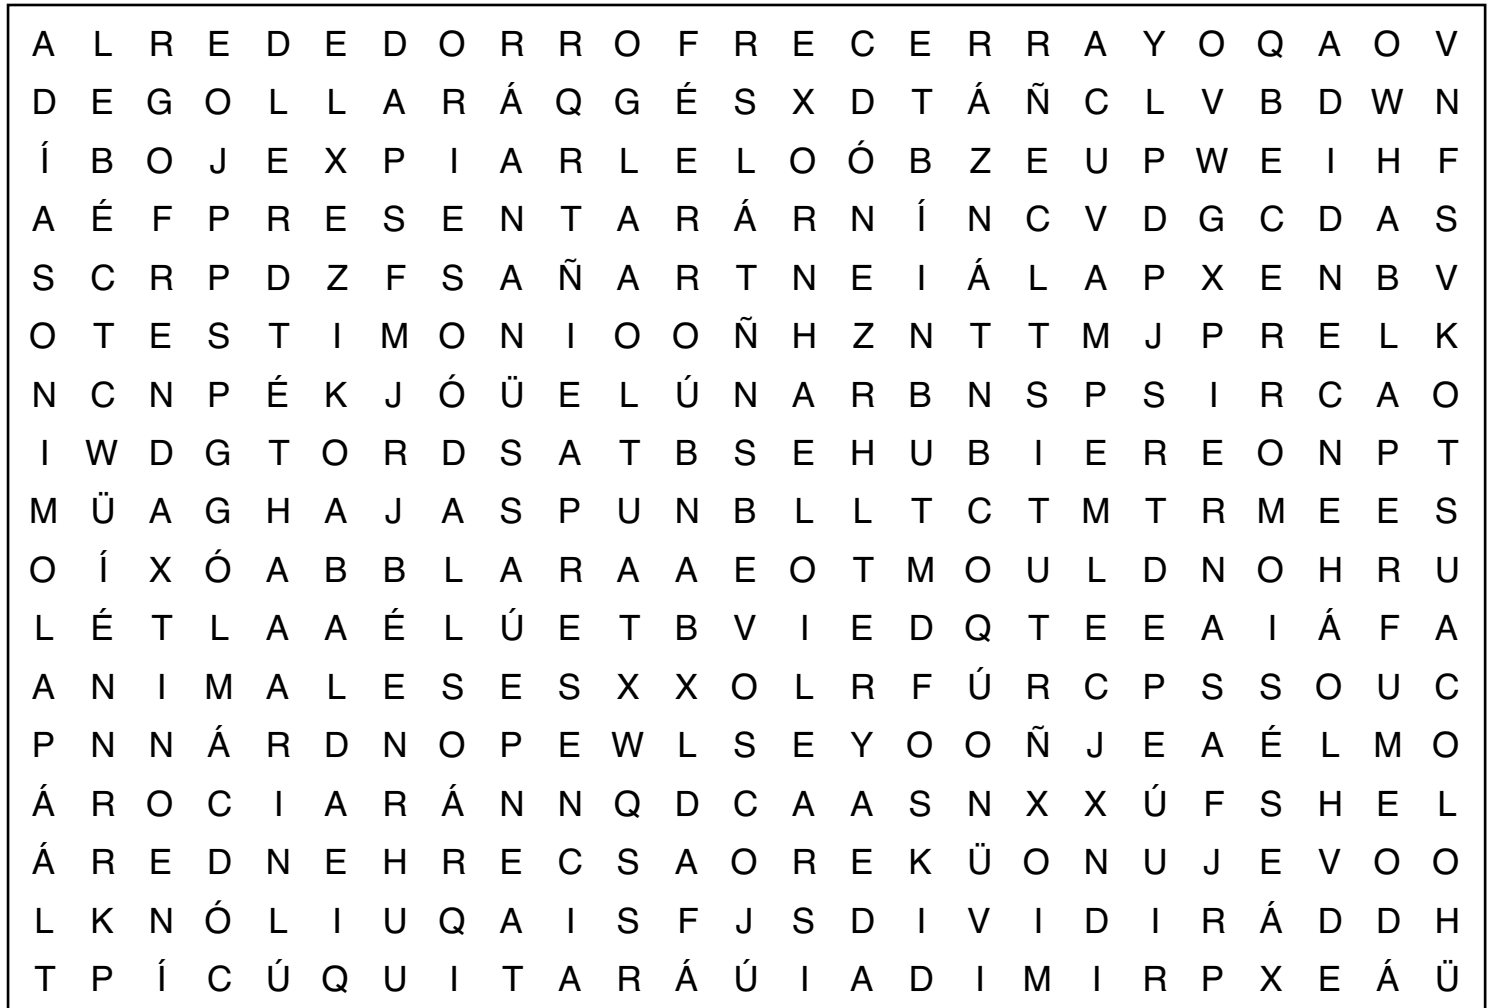 A L R E D E D O R R O F R E C E R R A Y O Q A O V
D E G O L L A R Á Q G É S X D T Á Ñ C L V B D W N
Í B O J E X P I A R L E L O Ó B Z E U P W E I H F
A É F P R E S E N T A R Á R N Í N C V D G C D A S
S C R P D Z F S A Ñ A R T N E I Á L A P X E N B V
O T E S T I M O N I O O Ñ H Z N T T M J P R E L K
N C N P É K J Ó Ü E L Ú N A R B N S P S I R C A O
I W D G T O R D S A T B S E H U B I E R E O N P T
M Ü A G H A J A S P U N B L L T C T M T R M E E S
O Í X Ó A B B L A R A A E O T M O U L D N O H R U
L É T L A A É L Ú E T B V I E D Q T E E A I Á F A
A N I M A L E S E S X X O L R F Ú R C P S S O U C
P N N Á R D N O P E W L S E Y O O Ñ J E A É L M O
Á R O C I A R Á N N Q D C A A S N X X Ú F S H E L
Á R E D N E H R E C S A O R E K Ü O N U J E V O O
L K N Ó L I U Q A I S F J S D I V I D I R Á D D H
T P Í C Ú Q U I T A R Á Ú I A D I M I R P X E Á Ü